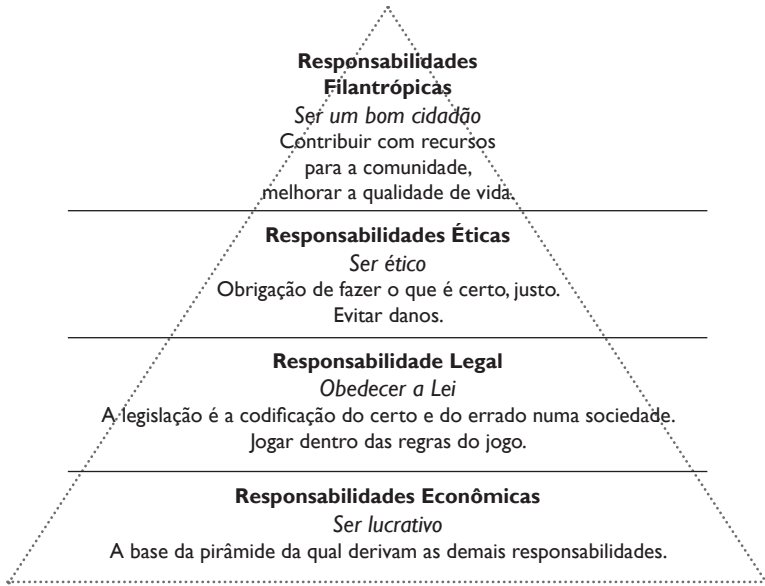 Responsabilidades
Filantrópicas
Ser um bom cidadão
Contribuir com recursos
para a comunidade,
melhorar a qualidade de vida.
Responsabilidades Éticas
Ser ético
Obrigação de fazer o que é certo, justo.
Evitar danos.
Responsabilidade Legal
Obedecer a Lei
A legislação é a codificação do certo e do errado numa sociedade.
Jogar dentro das regras do jogo.
Responsabilidades Econômicas
Ser lucrativo
A base da pirâmide da qual derivam as demais responsabilidades.